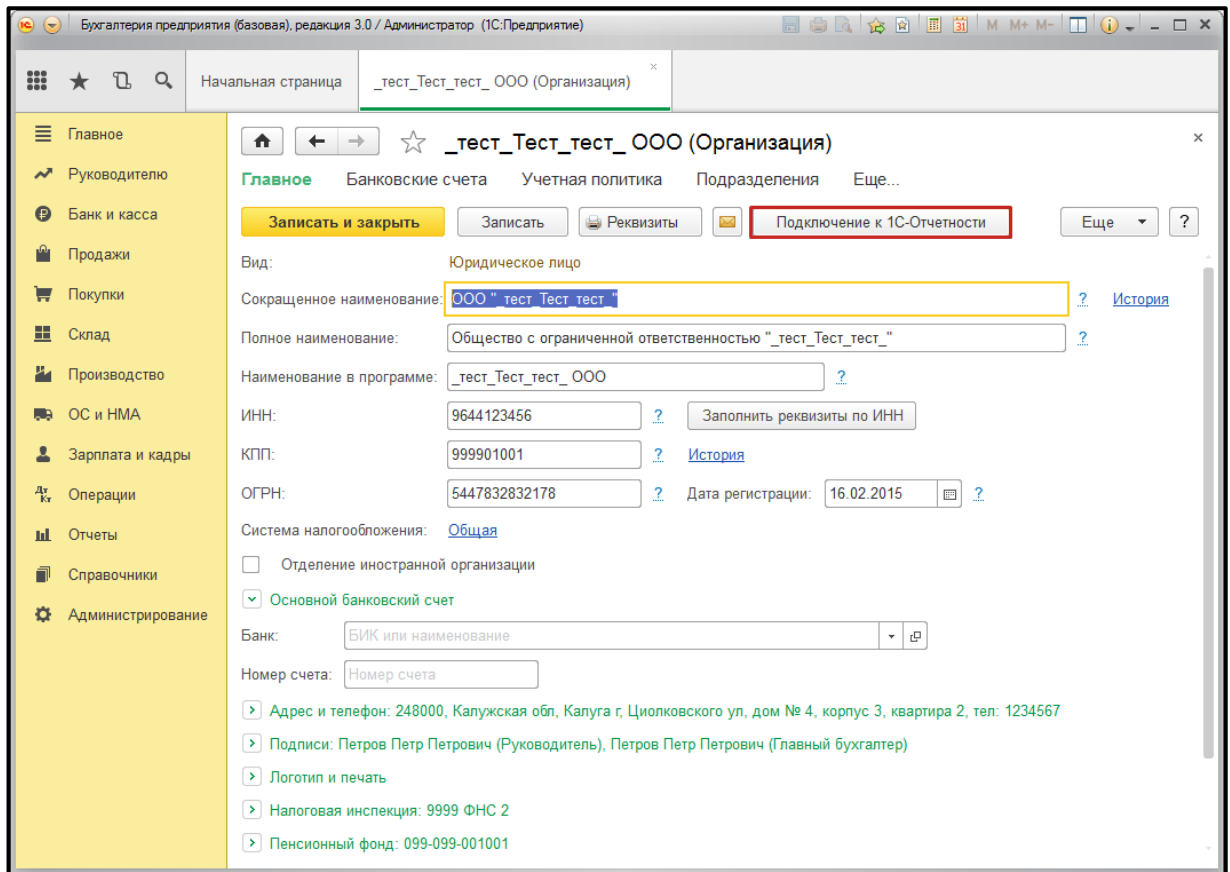 Бухгалтерия предприятия (базовая), редакция 3.0 / Администратор (1С:Предприятие)
M M+ M-
Начальная страница
_тест_Тест_тест_ ООО (Организация)
Главное
Руководителю
Банк и касса
Продажи
Покупки
Склад
Производство
ОС и НМА
Зарплата и кадры
Операции
Отчеты
Справочники
Администрирование
_тест_Тест_тест_ ООО (Организация)
Главное Банковские счета Учетная политика Подразделения Еще...
Записать и закрыть Записать Реквизиты Подключение к 1С-Отчетности Еще ?
Вид: Юридическое лицо
Сокращенное наименование: ООО "_тест_Тест_тест_" ? История
Полное наименование: Общество с ограниченной ответственностью "_тест_Тест_тест_" ?
Наименование в программе: _тест_Тест_тест_ ООО ?
ИНН: 9644123456 ? Заполнить реквизиты по ИНН
КПП: 999901001 ? История
ОГРН: 5447832832178 ? Дата регистрации: 16.02.2015 ?
Система налогообложения: Общая
Отделение иностранной организации
Основной банковский счет
Банк: БИК или наименование
Номер счета: Номер счета
Адрес и телефон: 248000, Калужская обл, Калуга г, Циолковского ул, дом № 4, корпус 3, квартира 2, тел: 1234567
Подписи: Петров Петр Петрович (Руководитель), Петров Петр Петрович (Главный бухгалтер)
Логотип и печать
Налоговая инспекция: 9999 ФНС 2
Пенсионный фонд: 099-099-001001